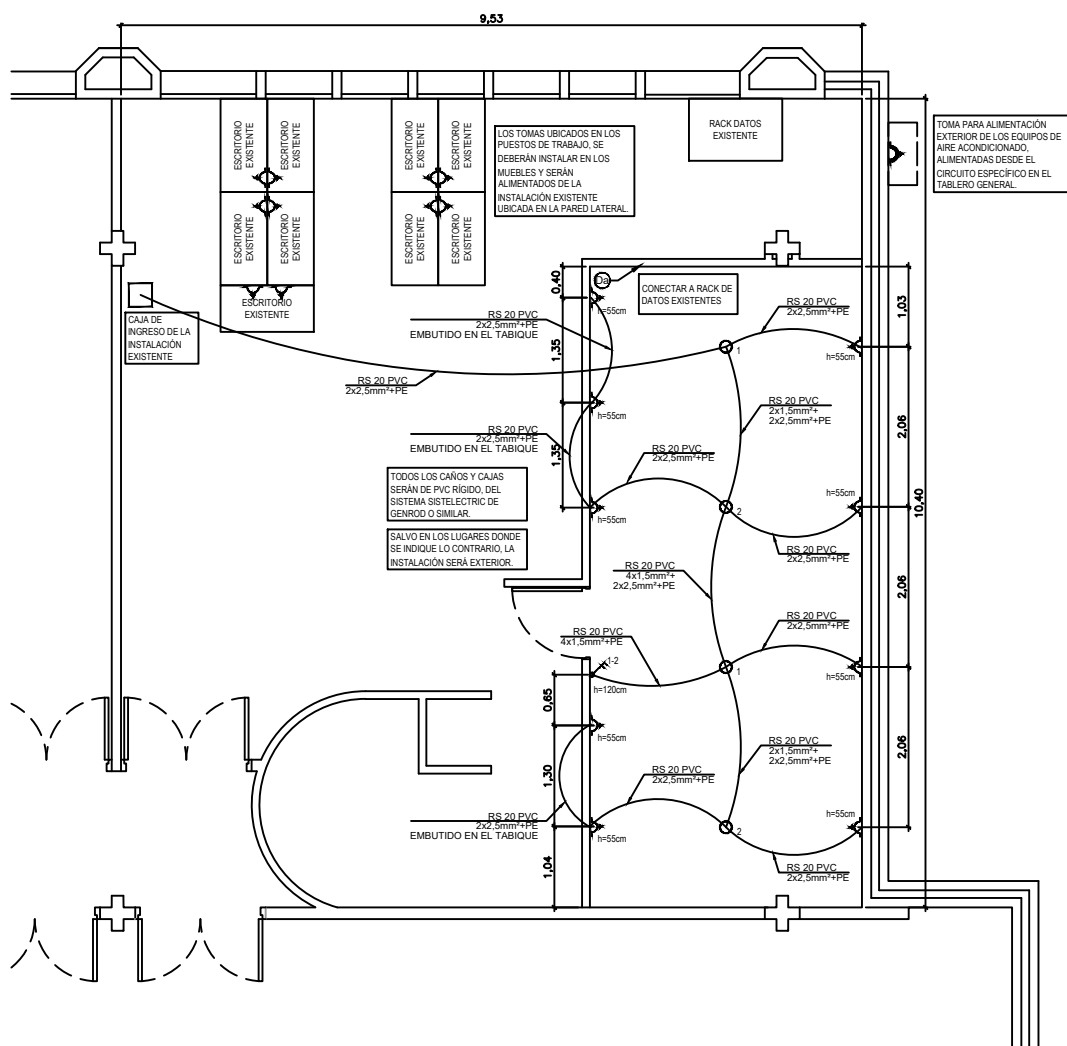 9,53
ESCRITORIO
EXISTENTE
ESCRITORIO
EXISTENTE
ESCRITORIO
EXISTENTE
ESCRITORIO
EXISTENTE
ESCRITORIO
EXISTENTE
ESCRITORIO
EXISTENTE
ESCRITORIO
EXISTENTE
ESCRITORIO
EXISTENTE
ESCRITORIO
EXISTENTE
LOS TOMAS UBICADOS EN LOS
PUESTOS DE TRABAJO, SE
DEBERÁN INSTALAR EN LOS
MUEBLES Y SERÁN
ALIMENTADOS DE LA
INSTALACIÓN EXISTENTE
UBICADA EN LA PARED LATERAL.
RACK DATOS
EXISTENTE
TOMA PARA ALIMENTACIÓN
EXTERIOR DE LOS EQUIPOS DE
AIRE ACONDICIONADO,
ALIMENTADAS DESDE EL
CIRCUITO ESPECÍFICO EN EL
TABLERO GENERAL.
CAJA DE
INGRESO DE LA
INSTALACIÓN
EXISTENTE
0,40
Da
CONECTAR A RACK DE
DATOS EXISTENTES
h=55cm
RS 20 PVC
2x2,5mm²+PE
EMBUTIDO EN EL TABIQUE
RS 20 PVC
2x2,5mm²+PE
1,03
1
h=55cm
1,35
RS 20 PVC
2x2,5mm²+PE
h=55cm
RS 20 PVC
2x1,5mm²+
2x2,5mm²+PE
2,06
RS 20 PVC
2x2,5mm²+PE
EMBUTIDO EN EL TABIQUE
1,35
RS 20 PVC
2x2,5mm²+PE
TODOS LOS CAÑOS Y CAJAS
SERÁN DE PVC RÍGIDO, DEL
SISTEMA SISTELECTRIC DE
GENROD O SIMILAR.
h=55cm
2
h=55cm
10,40
SALVO EN LOS LUGARES DONDE
SE INDIQUE LO CONTRARIO, LA
INSTALACIÓN SERÁ EXTERIOR.
RS 20 PVC
2x2,5mm²+PE
RS 20 PVC
4x1,5mm²+
2x2,5mm²+PE
2,06
RS 20 PVC
4x1,5mm²+PE
RS 20 PVC
2x2,5mm²+PE
1-2
h=120cm
1
h=55cm
0,65
h=55cm
RS 20 PVC
2x1,5mm²+
2x2,5mm²+PE
2,06
1,30
RS 20 PVC
2x2,5mm²+PE
RS 20 PVC
2x2,5mm²+PE
EMBUTIDO EN EL TABIQUE
h=55cm
2
h=55cm
1,04
RS 20 PVC
2x2,5mm²+PE